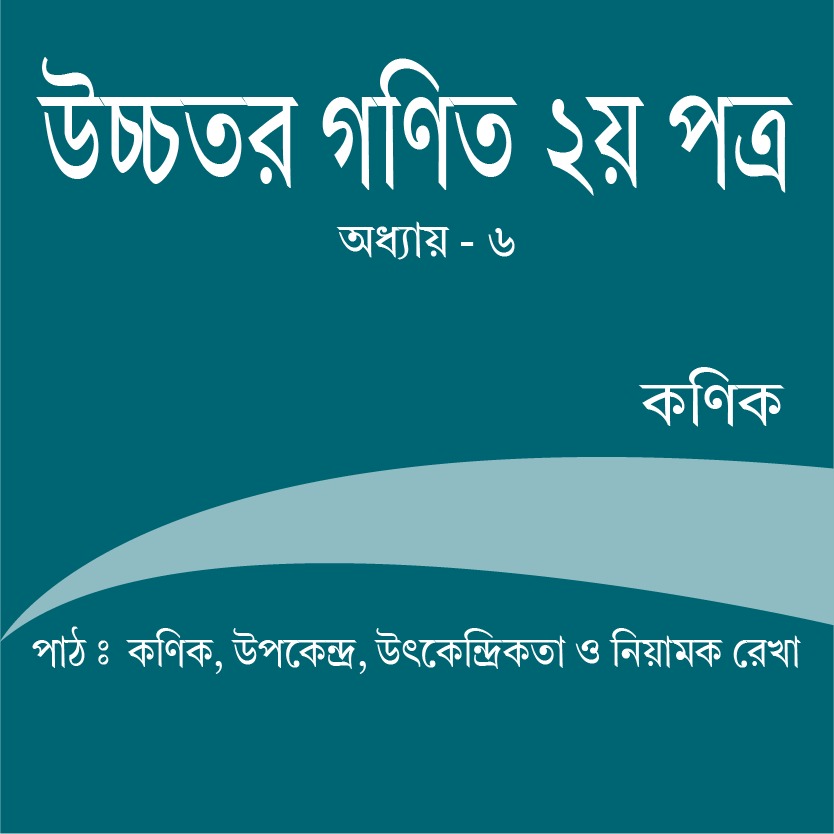 উচ্চতর গণিত ২য় পত্র
অধ্যায় - ৬
কণিক
পাঠ ঃ কণিক, উপকেন্দ্র, উৎকেন্দ্রিকতা ও নিয়ামক রেখা